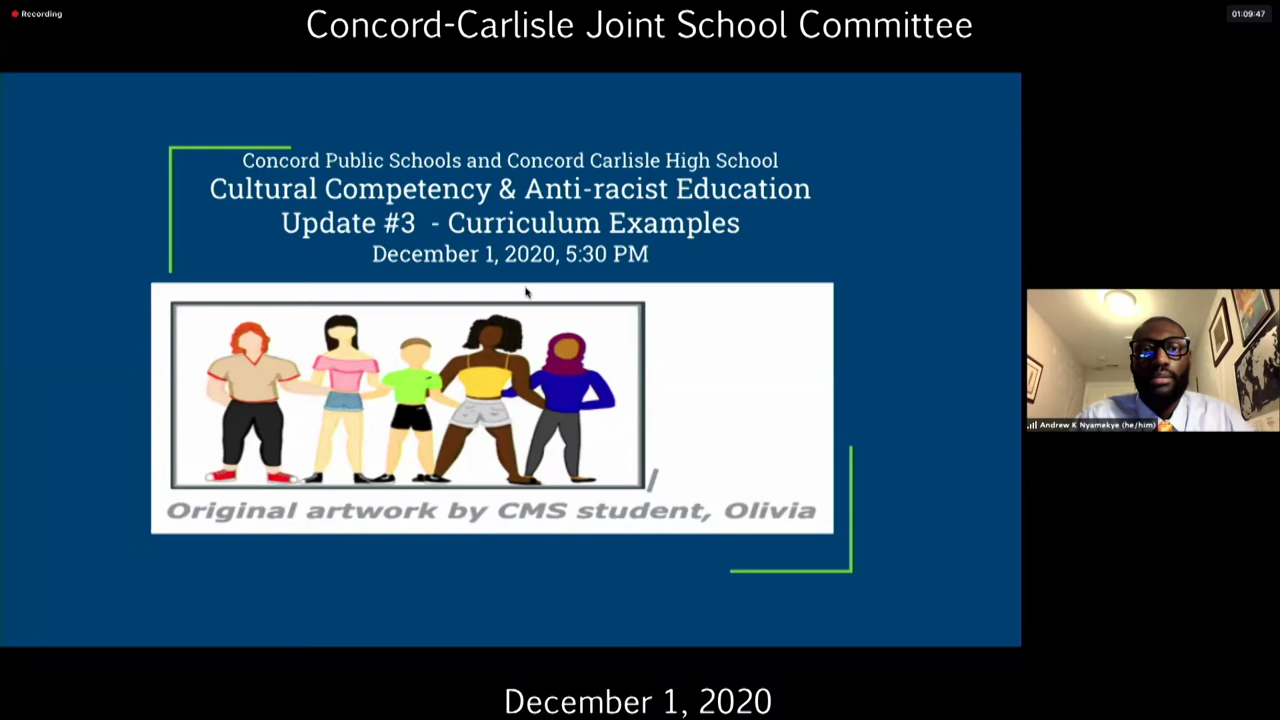 Recording
Concord-Carlisle Joint School Committee
01:09:47
Concord Public Schools and Concord Carlisle High School
Cultural Competency & Anti-racist Education
Update #3 - Curriculum Examples
December 1, 2020, 5:30 PM
/
Original artwork by CMS student, Olivia
Andrew K Nyamekye (he/him)
December 1, 2020